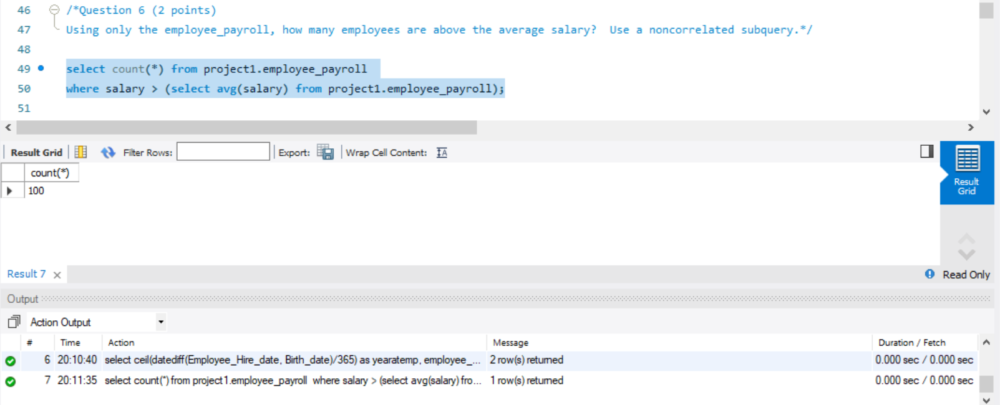 46 /*Question 6 (2 points)
47 Using only the employee_payroll, how many employees are above the average salary?  Use a noncorrelated subquery.*/
48
49 select count(*) from project1.employee_payroll
50 where salary > (select avg(salary) from project1.employee_payroll);
51
Result Grid Filter Rows: Export: Wrap Cell Content:
count(*)
100
Result
Grid
Result 7 Read Only
Output
Action Output
# Time Action Message Duration / Fetch
6 20:10:40 select ceil(datediff(Employee_Hire_date, Birth_date)/365) as yearatemp, employee_... 2 row(s) returned 0.000 sec / 0.000 sec
7 20:11:35 select count(*) from project1.employee_payroll  where salary > (select avg(salary) fro... 1 row(s) returned 0.000 sec / 0.000 sec